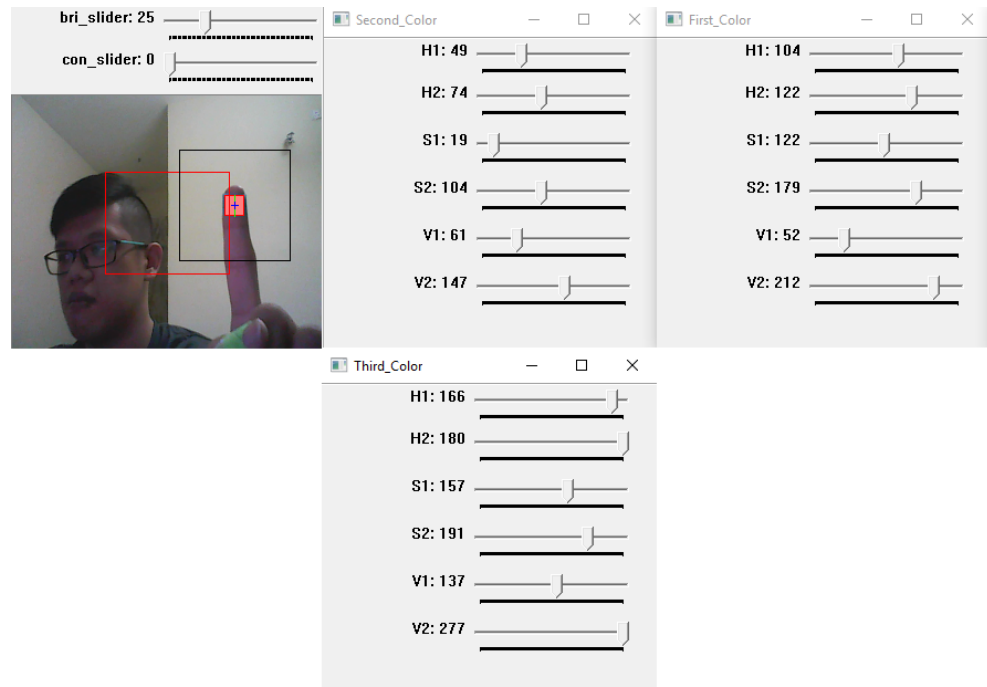 bri_slider: 25
con_slider: 0
Second_Color
H1: 49
H2: 74
S1: 19
S2: 104
V1: 61
V2: 147
First_Color
H1: 104
H2: 122
S1: 122
S2: 179
V1: 52
V2: 212
Third_Color
H1: 166
H2: 180
S1: 157
S2: 191
V1: 137
V2: 277